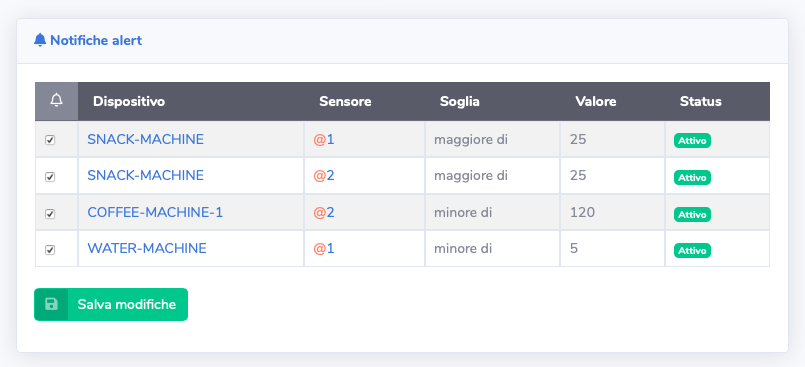 Notifiche alert
Dispositivo Sensore Soglia Valore Status
SNACK-MACHINE @1 maggiore di 25 Attivo
SNACK-MACHINE @2 maggiore di 25 Attivo
COFFEE-MACHINE-1 @2 minore di 120 Attivo
WATER-MACHINE @1 minore di 5 Attivo
Salva modifiche